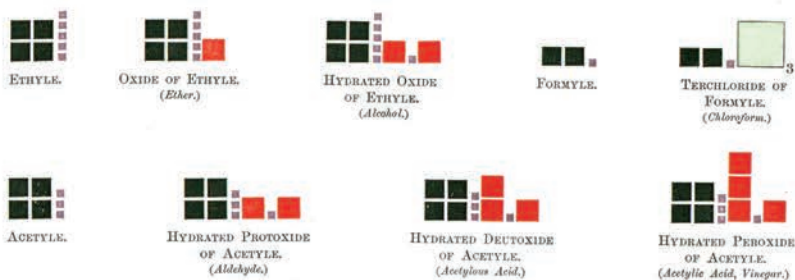 ETHYLE.
OXIDE OF ETHYLE.
(Ether.)
HYDRATED OXIDE
OF ETHYLE.
(Alcohol.)
FORMYLE.
3
TERCHLORIDE OF
FORMYLE.
(Chloroform.)
ACETYLE.
HYDRATED PROTOXIDE
OF ACETYLE.
(Aldehyde.)
HYDRATED DEUTOXIDE
OF ACETYLE.
(Acetylous Acid.)
HYDRATED PEROXIDE
OF ACETYLE.
(Acetylic Acid, Vinegar.)